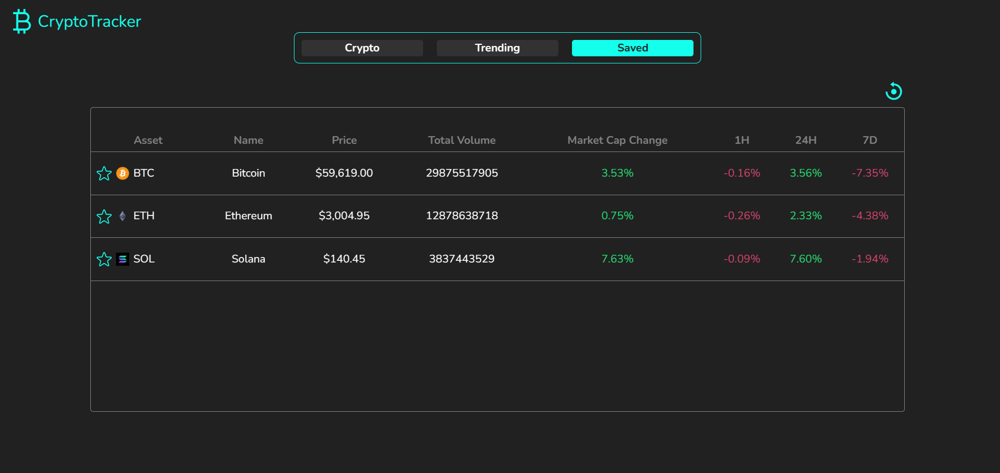 CryptoTracker
Crypto Trending Saved
Asset Name Price Total Volume Market Cap Change 1H 24H 7D
BTC Bitcoin $59,619.00 29875517905 3.53% -0.16% 3.56% -7.35%
ETH Ethereum $3,004.95 12878638718 0.75% -0.26% 2.33% -4.38%
SOL Solana $140.45 3837443529 7.63% -0.09% 7.60% -1.94%